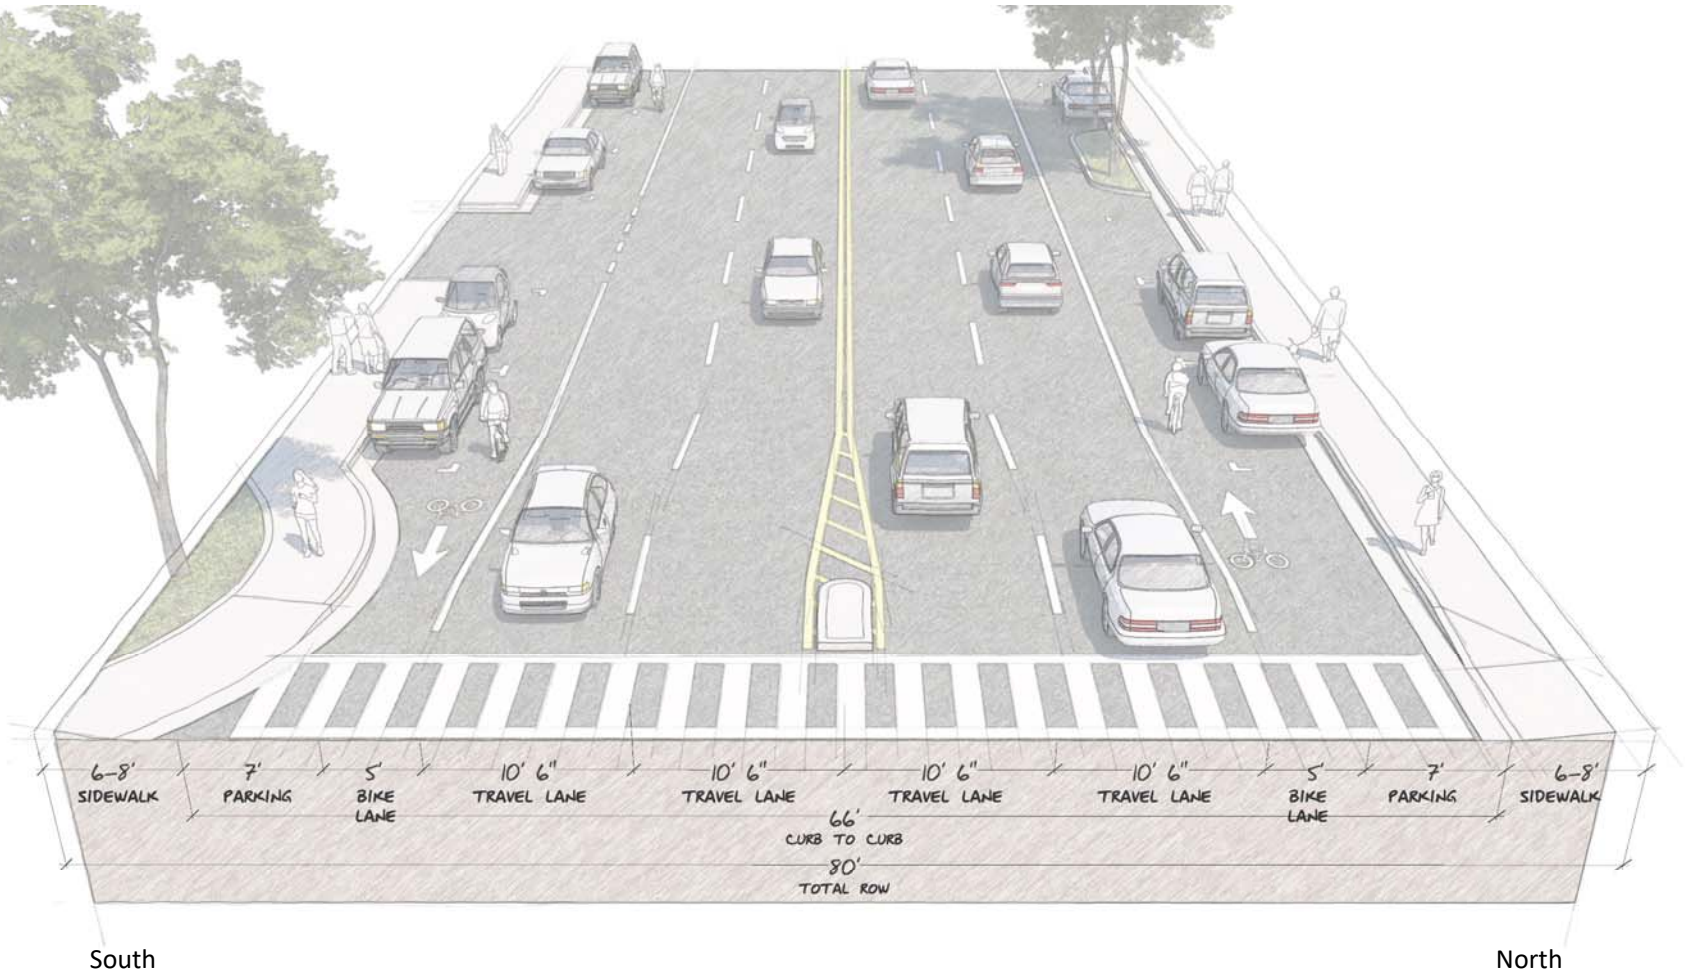 6-8' 7' 5' 10' 6" 10' 6" 10' 6" 10' 6" 5' 7' 6-8'
SIDEWALK PARKING BIKE LANE TRAVEL LANE TRAVEL LANE TRAVEL LANE TRAVEL LANE BIKE LANE PARKING SIDEWALK
66'
CURB TO CURB
80'
TOTAL ROW
South North